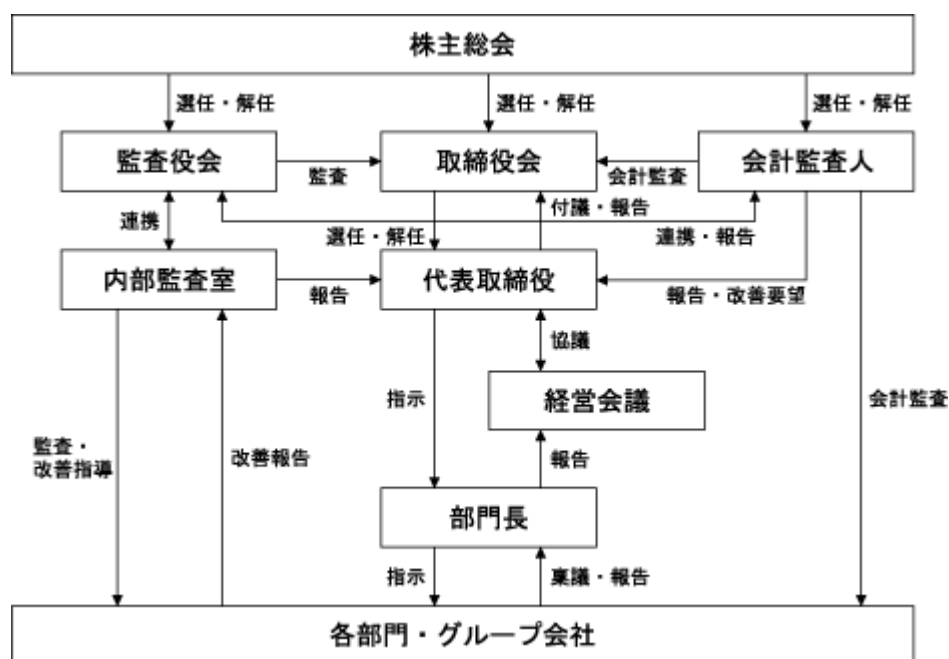 株主総会
選任・解任
選任・解任
選任・解任
監査役会
監査
取締役会
会計監査
会計監査人
連携
選任・解任
付議・報告
連携・報告
内部監査室
報告
代表取締役
報告・改善要望
協議
指示
経営会議
会計監査
監査・
改善指導
改善報告
報告
部門長
指示
稟議・報告
各部門・グループ会社